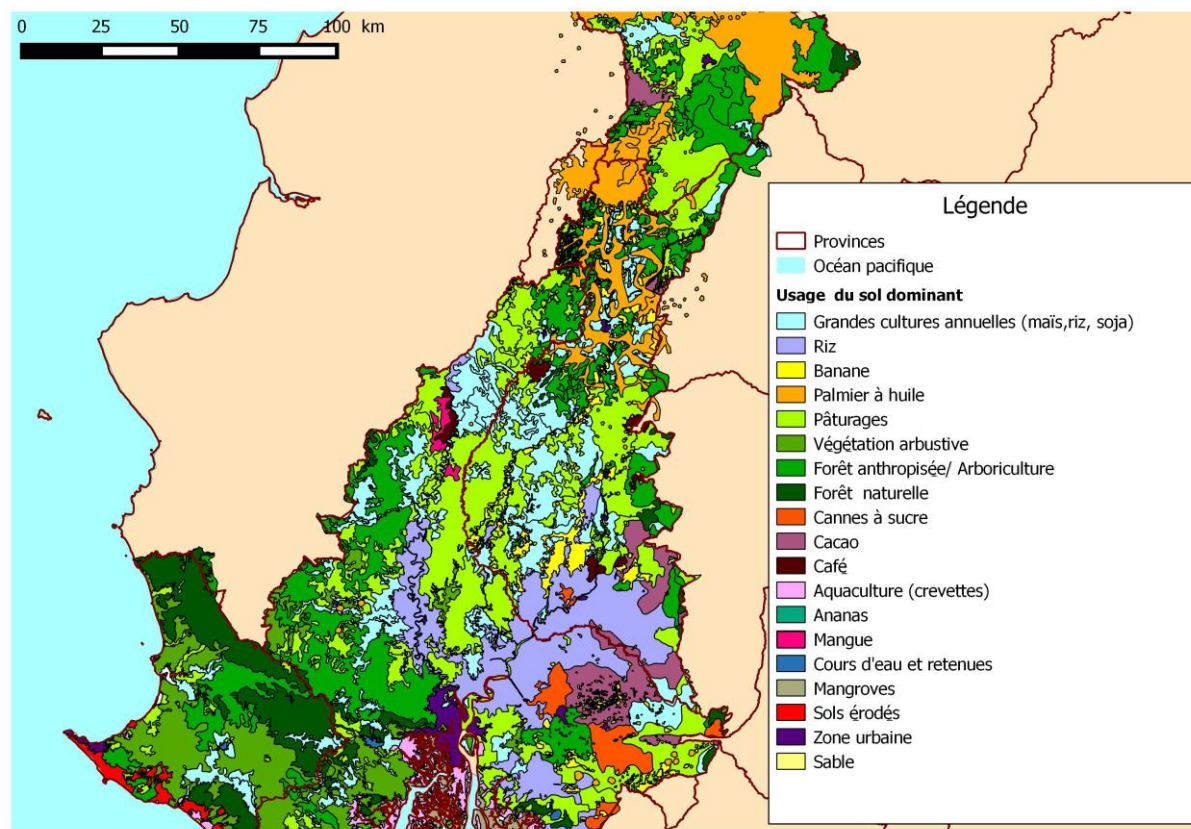 0 25 50 75 100 km
Légende
Provinces
Océan pacifique
Usage du sol dominant
Grandes cultures annuelles (maïs,riz, soja)
Riz
Banane
Palmier à huile
Pâturages
Végétation arbustive
Forêt anthropisée/ Arboriculture
Forêt naturelle
Cannes à sucre
Cacao
Café
Aquaculture (crevettes)
Ananas
Mangue
Cours d'eau et retenues
Mangroves
Sols érodés
Zone urbaine
Sable